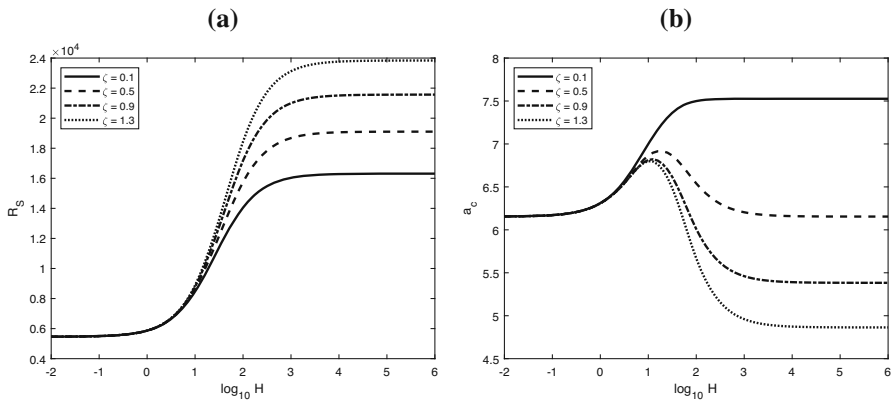 (a)
×10⁴
2.4
2.2
2
1.8
1.6
1.4
1.2
1
0.8
0.6
0.4
R_S
-2 -1 0 1 2 3 4 5 6
log₁₀ H
ζ = 0.1
ζ = 0.5
ζ = 0.9
ζ = 1.3
(b)
8
7.5
7
6.5
6
5.5
5
4.5
a_c
-2 -1 0 1 2 3 4 5 6
log₁₀ H
ζ = 0.1
ζ = 0.5
ζ = 0.9
ζ = 1.3